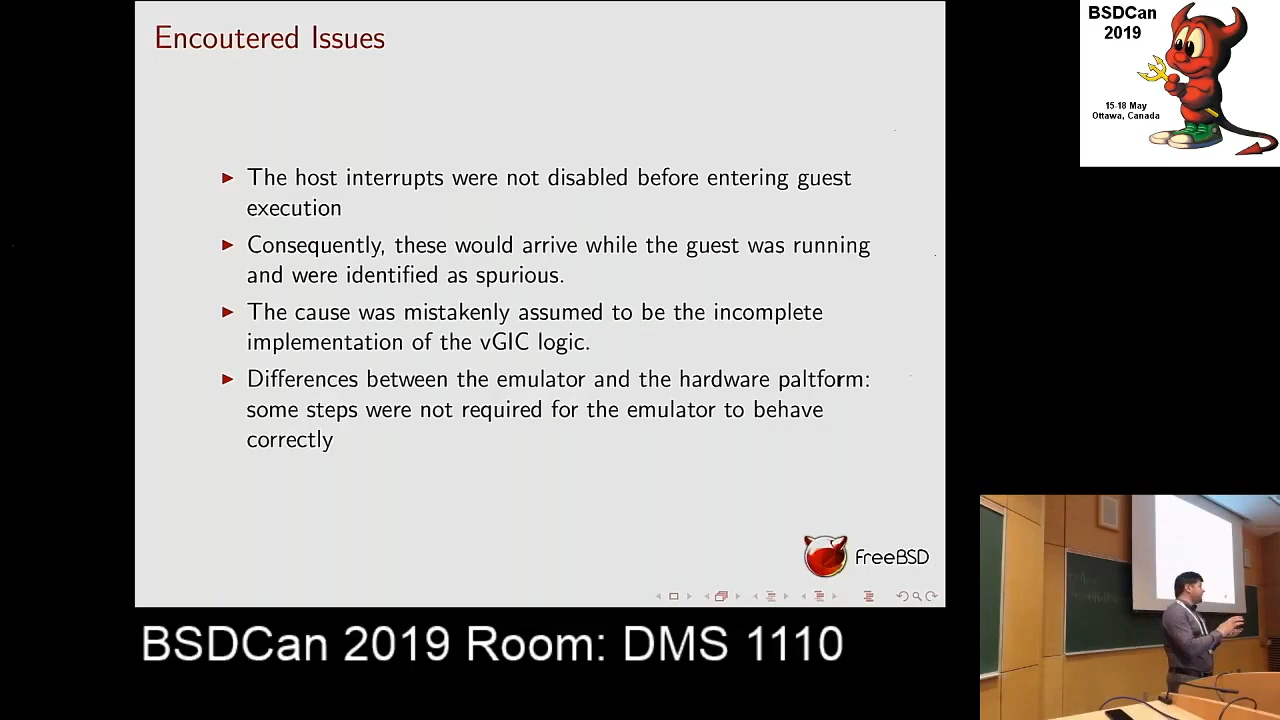 Encoutered Issues
The host interrupts were not disabled before entering guest
execution
Consequently, these would arrive while the guest was running
and were identified as spurious.
The cause was mistakenly assumed to be the incomplete
implementation of the vGIC logic.
Differences between the emulator and the hardware paltform:
some steps were not required for the emulator to behave
correctly
FreeBSD
BSDCan
2019
15-18 May
Ottawa, Canada
BSDCan 2019 Room: DMS 1110